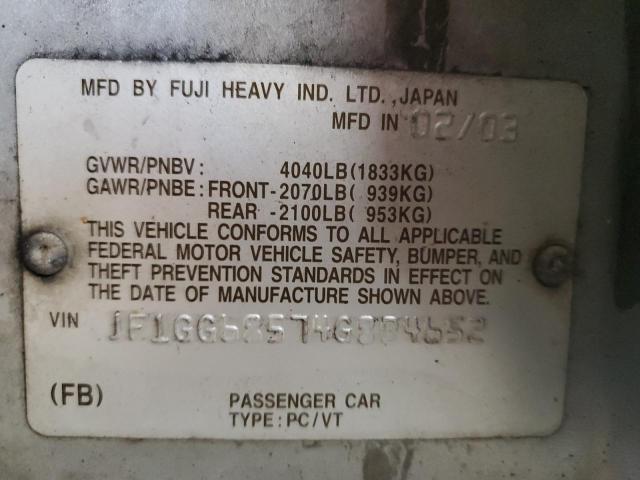 MFD BY FUJI HEAVY IND. LTD., JAPAN
MFD IN 02/03
GVWR/PNBV: 4040LB(1833KG)
GAWR/PNBE: FRONT-2070LB( 939KG)
REAR -2100LB( 953KG)
THIS VEHICLE CONFORMS TO ALL APPLICABLE
FEDERAL MOTOR VEHICLE SAFETY, BUMPER, AND
THEFT PREVENTION STANDARDS IN EFFECT ON
THE DATE OF MANUFACTURE SHOWN ABOVE.
VIN JF1GG68574G804652
(FB) PASSENGER CAR
TYPE: PC/VT